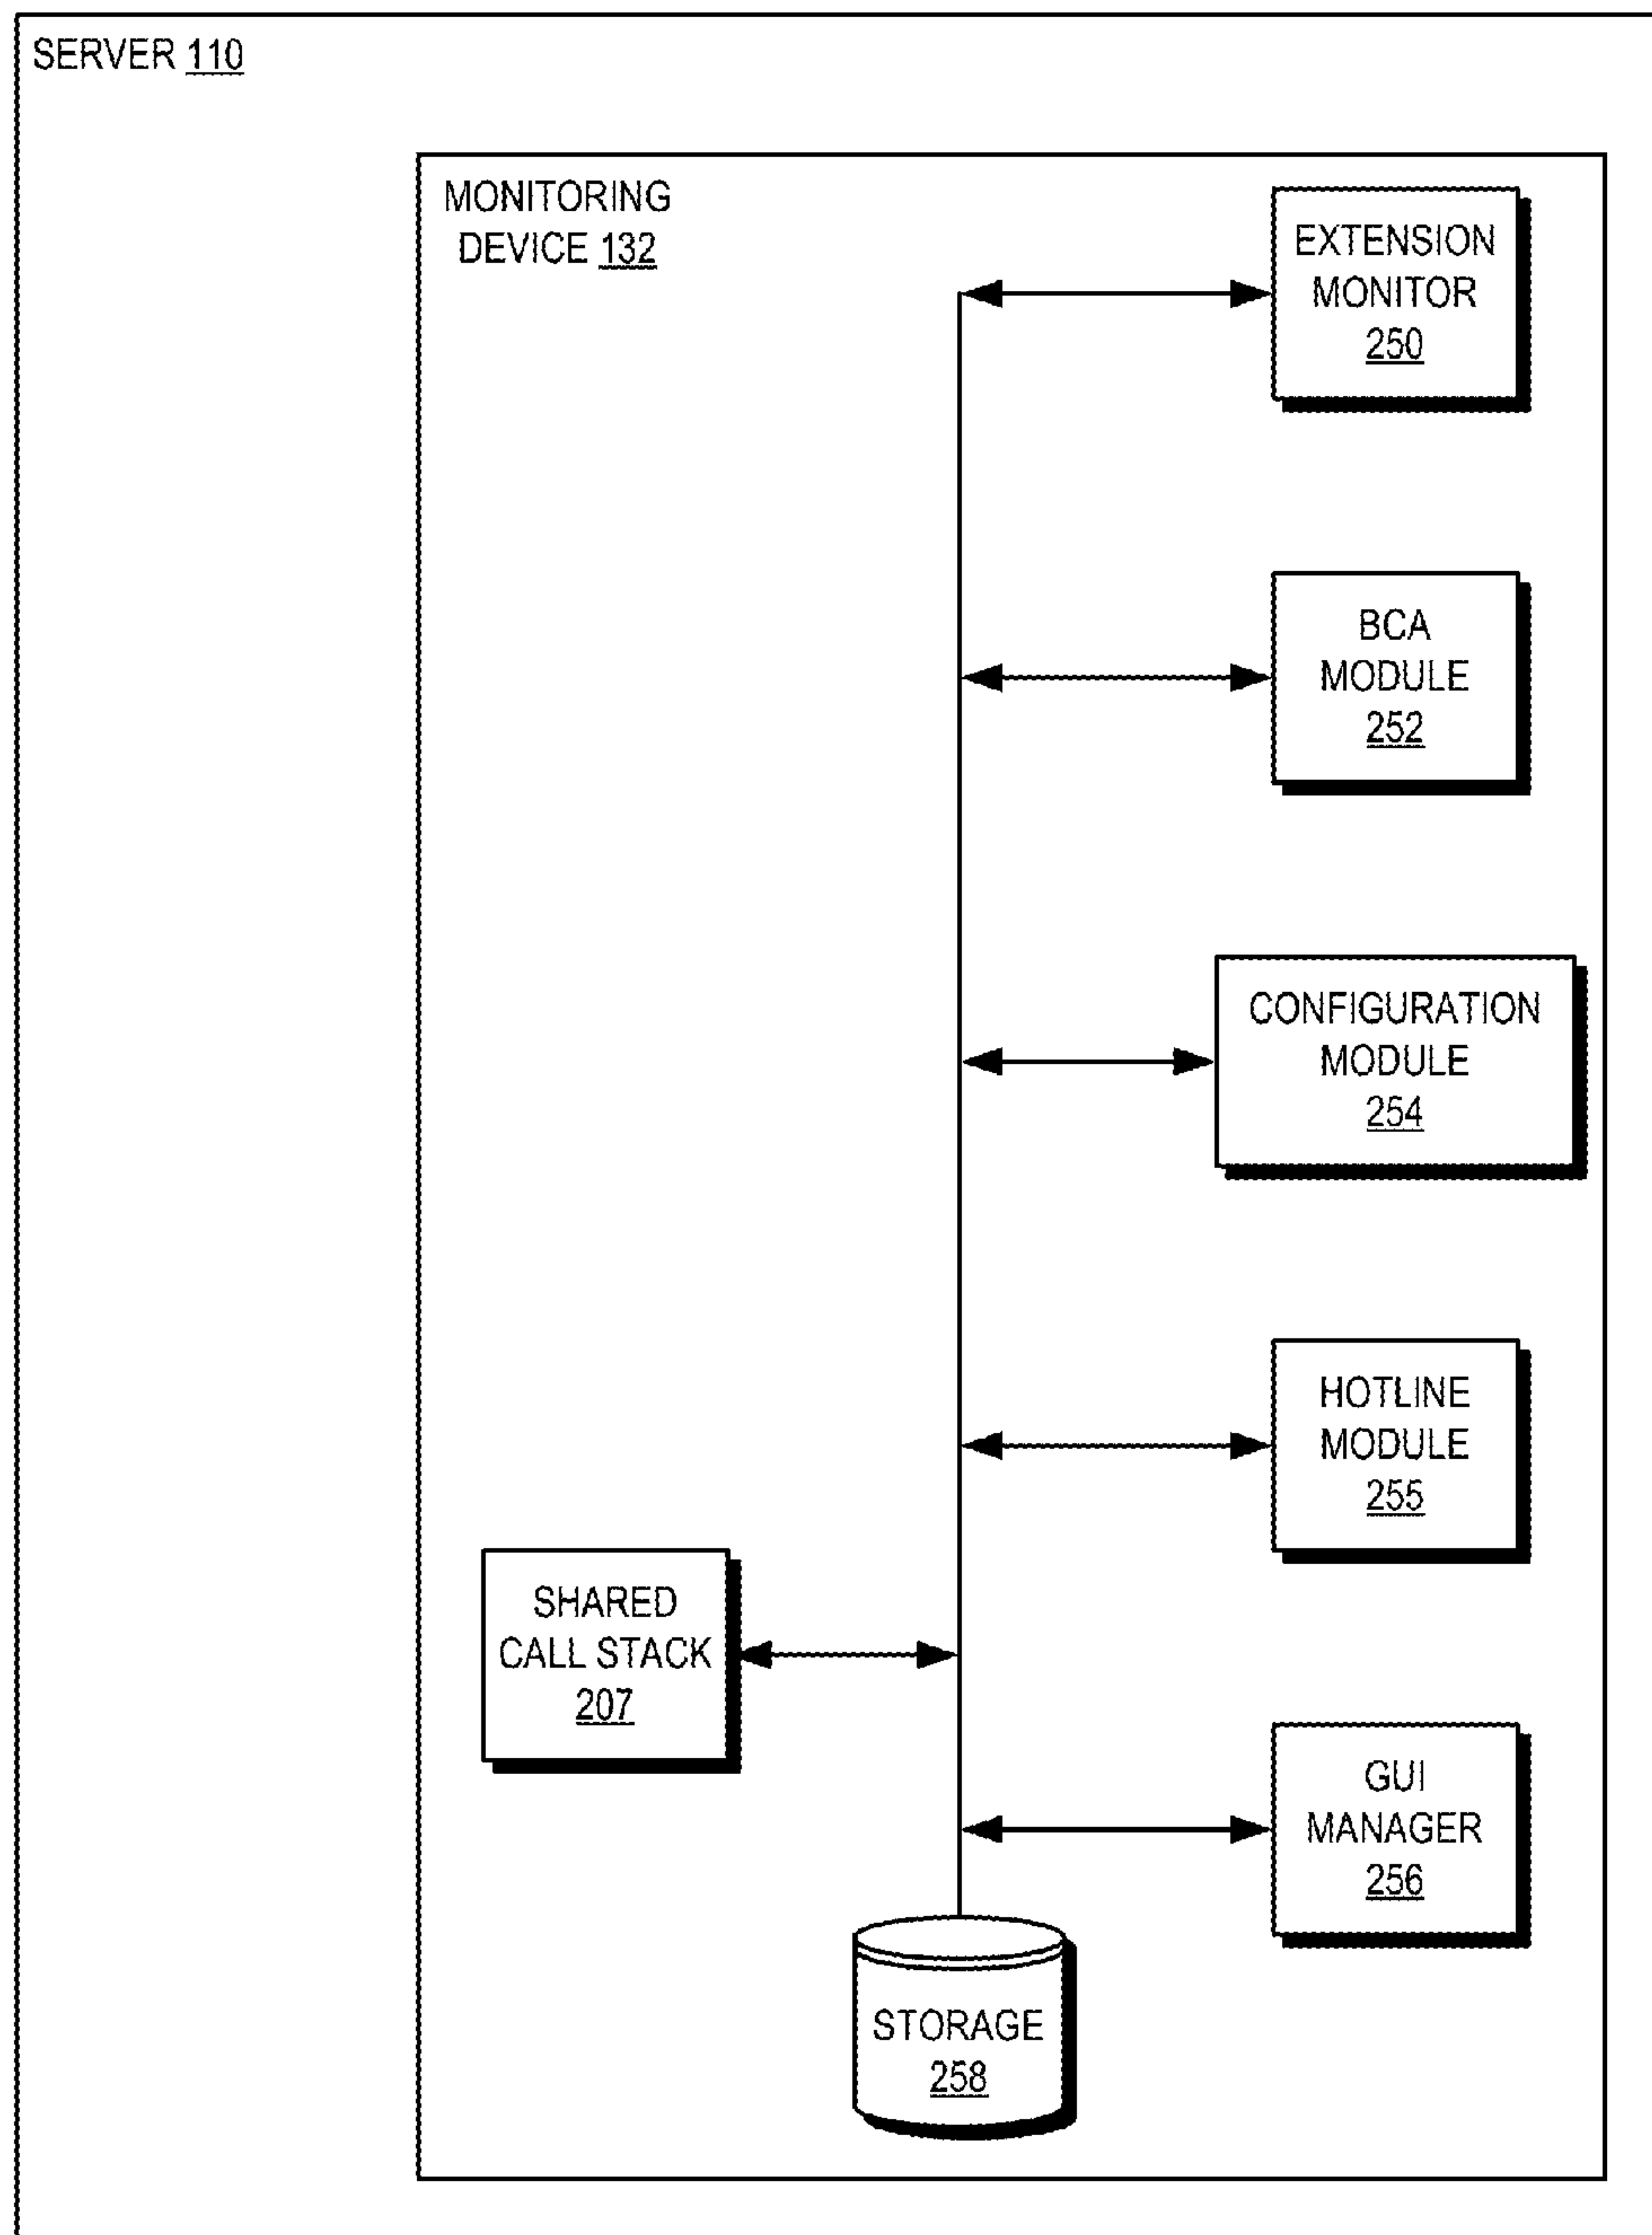 SERVER 110
MONITORING
DEVICE 132
EXTENSION
MONITOR
250
BCA
MODULE
252
CONFIGURATION
MODULE
254
HOTLINE
MODULE
255
SHARED
CALL STACK
207
GUI
MANAGER
256
STORAGE
258